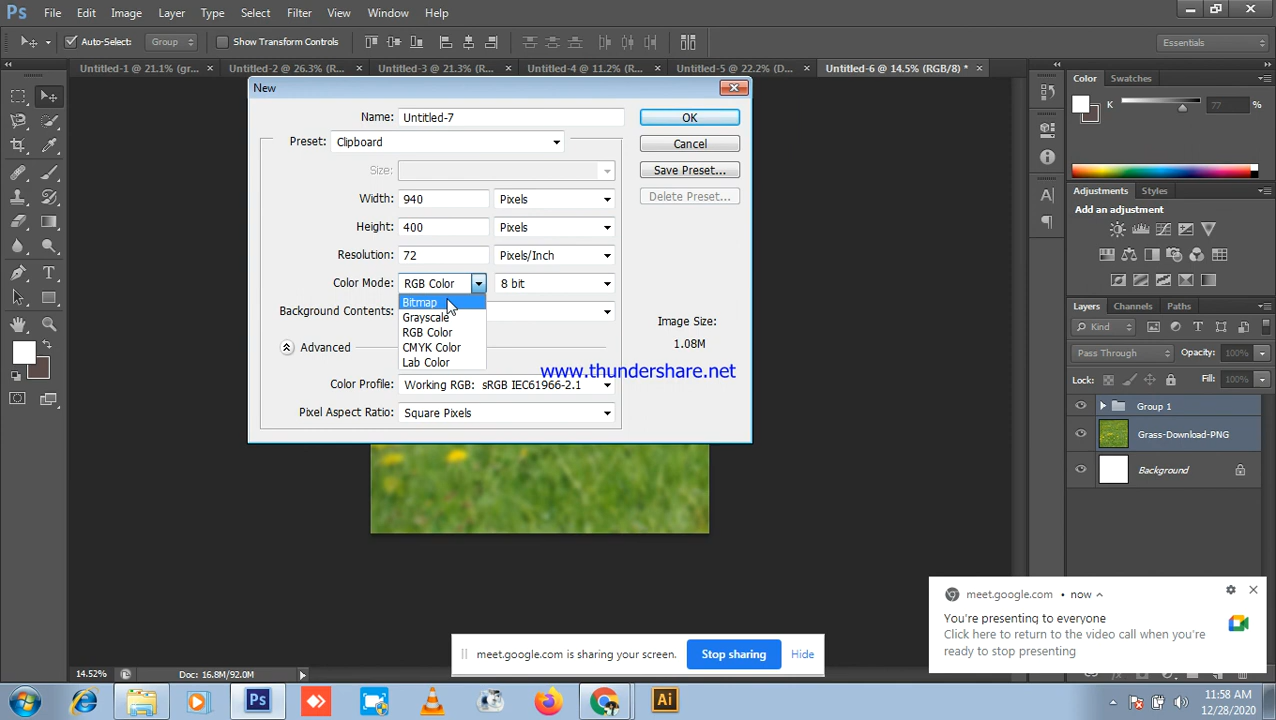 Ps File Edit Image Layer Type Select Filter View Window Help
Auto-Select: Group Show Transform Controls Essentials
Untitled-1 @ 21.1% (gr... × Untitled-2 @ 26.3% (RGB... × Untitled-3 @ 21.3% (RGB... × Untitled-4 @ 11.2% (RGB/... × Untitled-5 @ 22.2% (D... × Untitled-6 @ 14.5% (RGB/8) * ×
New
Name: Untitled-7
OK
Preset: Clipboard
Cancel
Size:
Save Preset...
Width: 940 Pixels
Delete Preset...
Height: 400 Pixels
Resolution: 72 Pixels/Inch
Color Mode: RGB Color 8 bit
Bitmap
Grayscale
RGB Color
CMYK Color
Lab Color
Background Contents:
Advanced
Image Size:
1.08M
www.thundershare.net
Color Profile: Working RGB: sRGB IEC61966-2.1
Pixel Aspect Ratio: Square Pixels
Color Swatches
K 77 %
Adjustments Styles
Add an adjustment
Layers Channels Paths
Kind
Pass Through Opacity: 100%
Lock: Fill: 100%
Group 1
Grass-Download-PNG
Background
meet.google.com • now
You're presenting to everyone
Click here to return to the video call when you're
ready to stop presenting
meet.google.com is sharing your screen. Stop sharing Hide
14.52% Doc: 16.8M/92.0M
Ps Ai
11:58 AM
12/28/2020